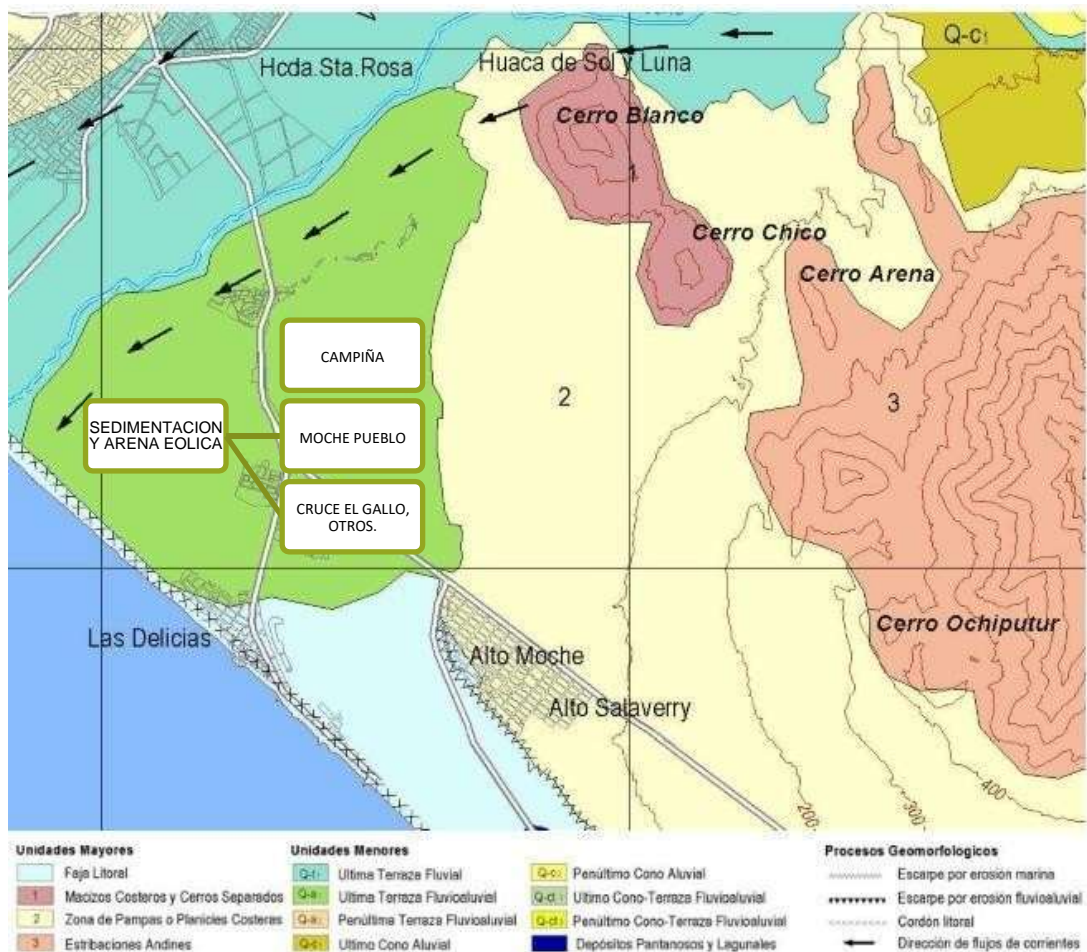 Hcda.Sta.Rosa
Huaca de Sol y Luna
Q-c1
Cerro Blanco
1
Cerro Chico
Cerro Arena
CAMPIÑA
2
3
SEDIMENTACION
Y ARENA EOLICA
MOCHE PUEBLO
CRUCE EL GALLO,
OTROS.
Las Delicias
Alto Moche
Cerro Ochiputur
Alto Salaverry
200
300
400
Unidades Mayores
Faja Litoral
1 Macizos Costeros y Cerros Separados
2 Zona de Pampas o Planicies Costeras
3 Estribaciones Andines
Unidades Menores
Q-t1 Ultima Terraza Fluvial
Ultima Terraza Fluvioaluvial
Penúltima Terraza Fluvioaluvial
Q-c1 Ultimo Cono Aluvial
Q-c2 Penúltimo Cono Aluvial
Ultimo Cono-Terraza Fluvioaluvial
Penúltimo Cono-Terraza Fluvioaluvial
Depósitos Pantanosos y Lagunales
Procesos Geomorfologicos
Escarpe por erosión marina
Escarpe por erosión fluvioaluvial
Cordón litoral
Dirección de flujos de corrientes